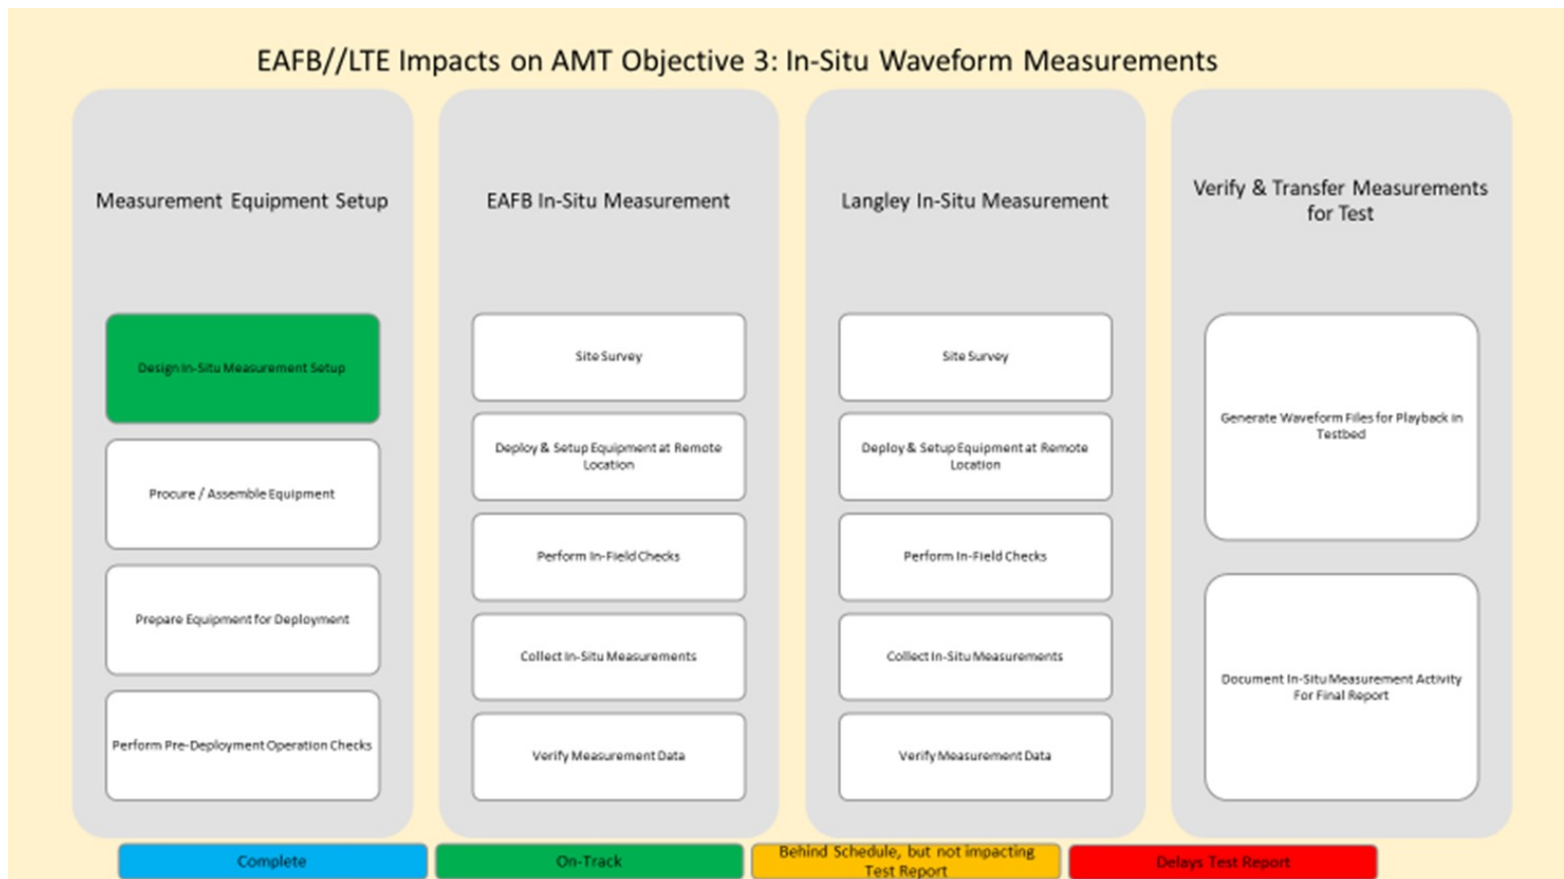 EAFB//LTE Impacts on AMT Objective 3: In-Situ Waveform Measurements
Measurement Equipment Setup
Design In-Situ Measurement Setup
Procure / Assemble Equipment
Prepare Equipment for Deployment
Perform Pre-Deployment Operation Checks
EAFB In-Situ Measurement
Site Survey
Deploy & Setup Equipment at Remote
Location
Perform In-Field Checks
Collect In-Situ Measurements
Verify Measurement Data
Langley In-Situ Measurement
Site Survey
Deploy & Setup Equipment at Remote
Location
Perform In-Field Checks
Collect In-Situ Measurements
Verify Measurement Data
Verify & Transfer Measurements
for Test
Generate Waveform Files for Playback in
Testbed
Document In-Situ Measurement Activity
For Final Report
Complete
On-Track
Behind Schedule, but not impacting
Test Report
Delays Test Report